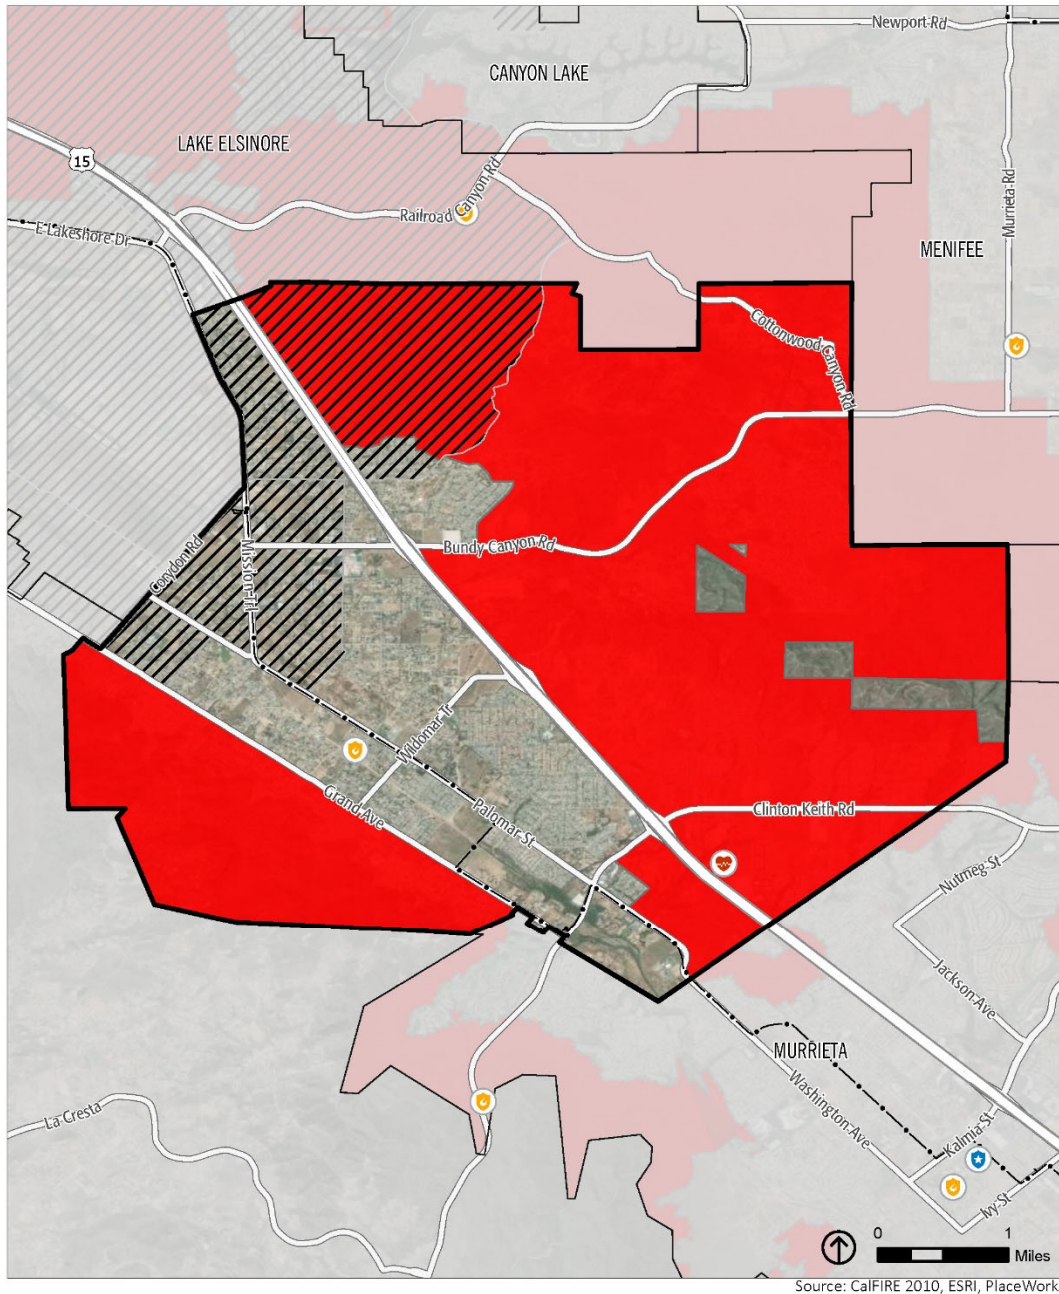 Newport Rd
CANYON LAKE
LAKE ELSINORE
15
Railroad Canyon Rd
Murrieta Rd
E Lakeshore Dr
MENIFEE
Cottonwood Canyon Rd
Bundy Canyon Rd
Corydon Rd
Mission Trl
Wildomar Tr
Grand Ave
Palomar St
Clinton Keith Rd
Nutmeg St
Jackson Ave
MURRIETA
Washington Ave
La Cresta
Kalmia St
Ivy St
0 1
Miles
Source: CalFIRE 2010, ESRI, PlaceWork